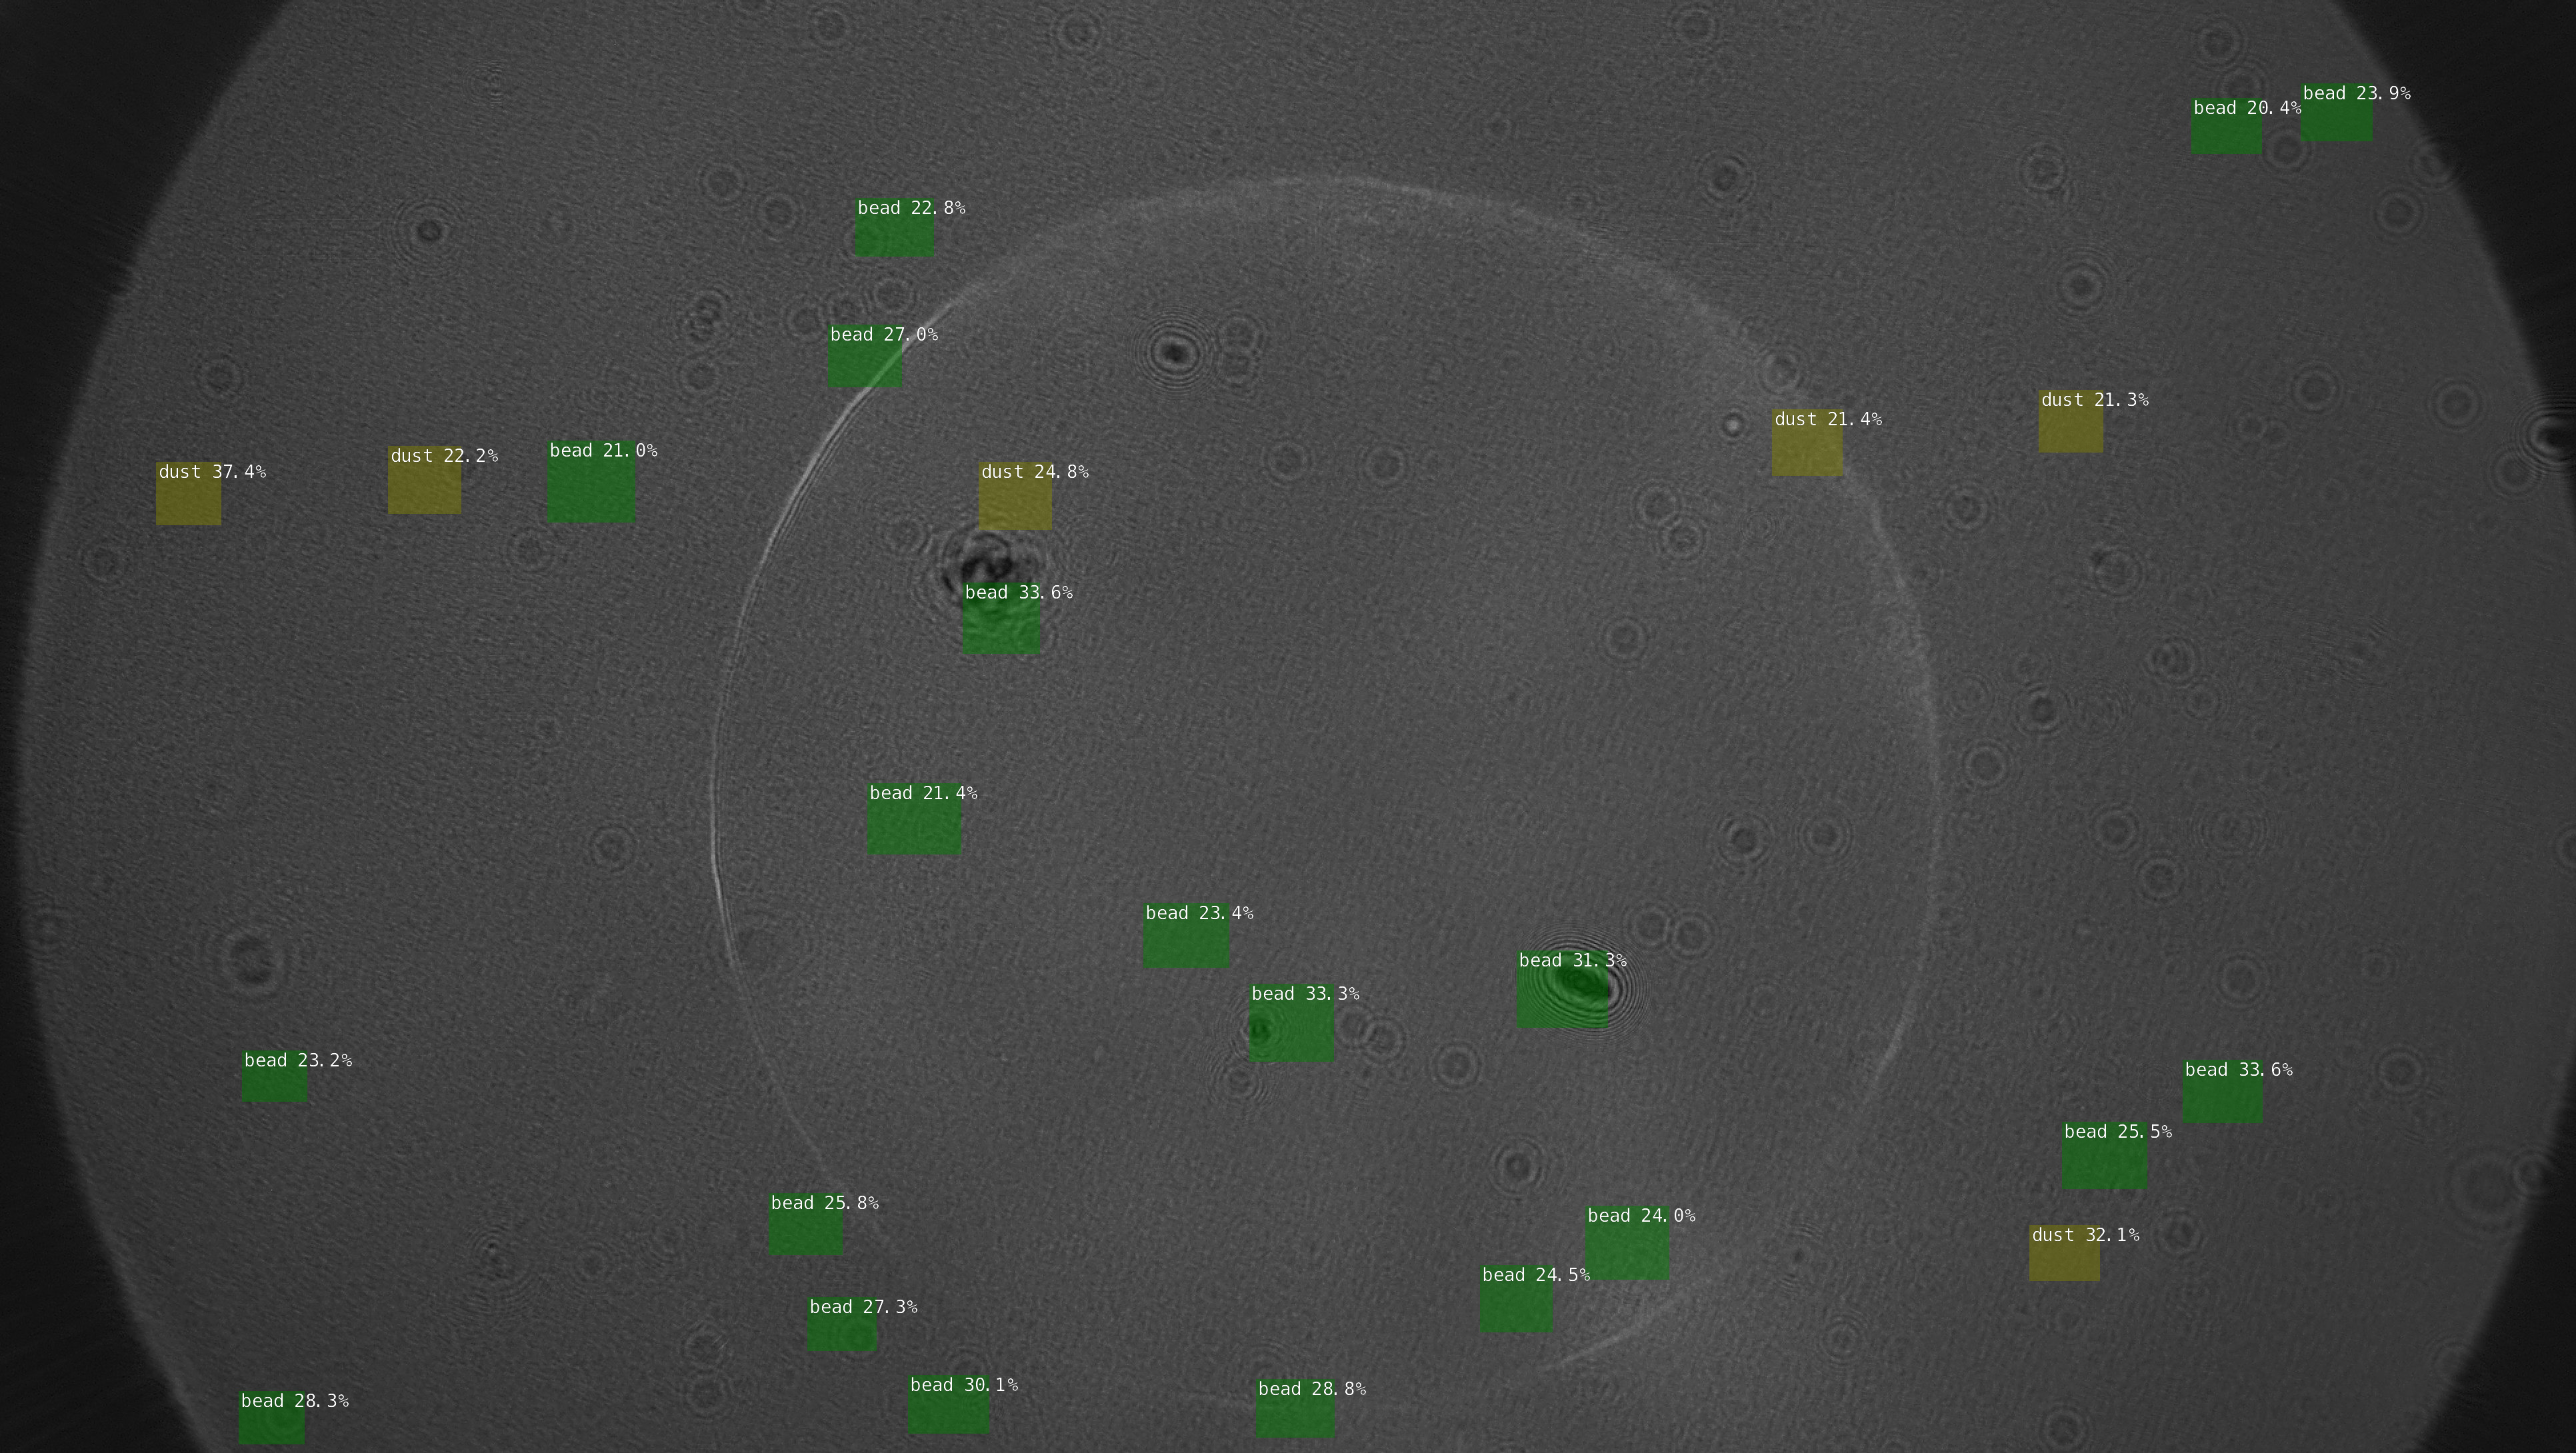 bead 23.9%
bead 20.4%
bead 22.8%
bead 27.0%
dust 21.3%
dust 21.4%
bead 21.0%
dust 22.2%
dust 37.4%
dust 24.8%
bead 33.6%
bead 21.4%
bead 23.4%
bead 31.3%
bead 33.3%
bead 23.2%
bead 33.6%
bead 25.5%
bead 25.8%
bead 24.0%
dust 32.1%
bead 24.5%
bead 27.3%
bead 30.1%
bead 28.8%
bead 28.3%